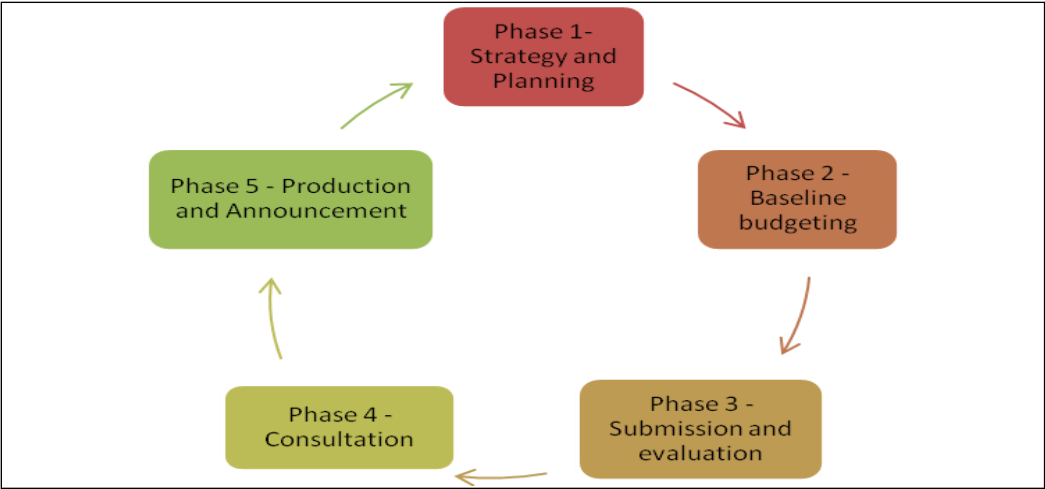 Phase 1-
Strategy and
Planning
Phase 2 -
Baseline
budgeting
Phase 3 -
Submission and
evaluation
Phase 4 -
Consultation
Phase 5 - Production
and Announcement